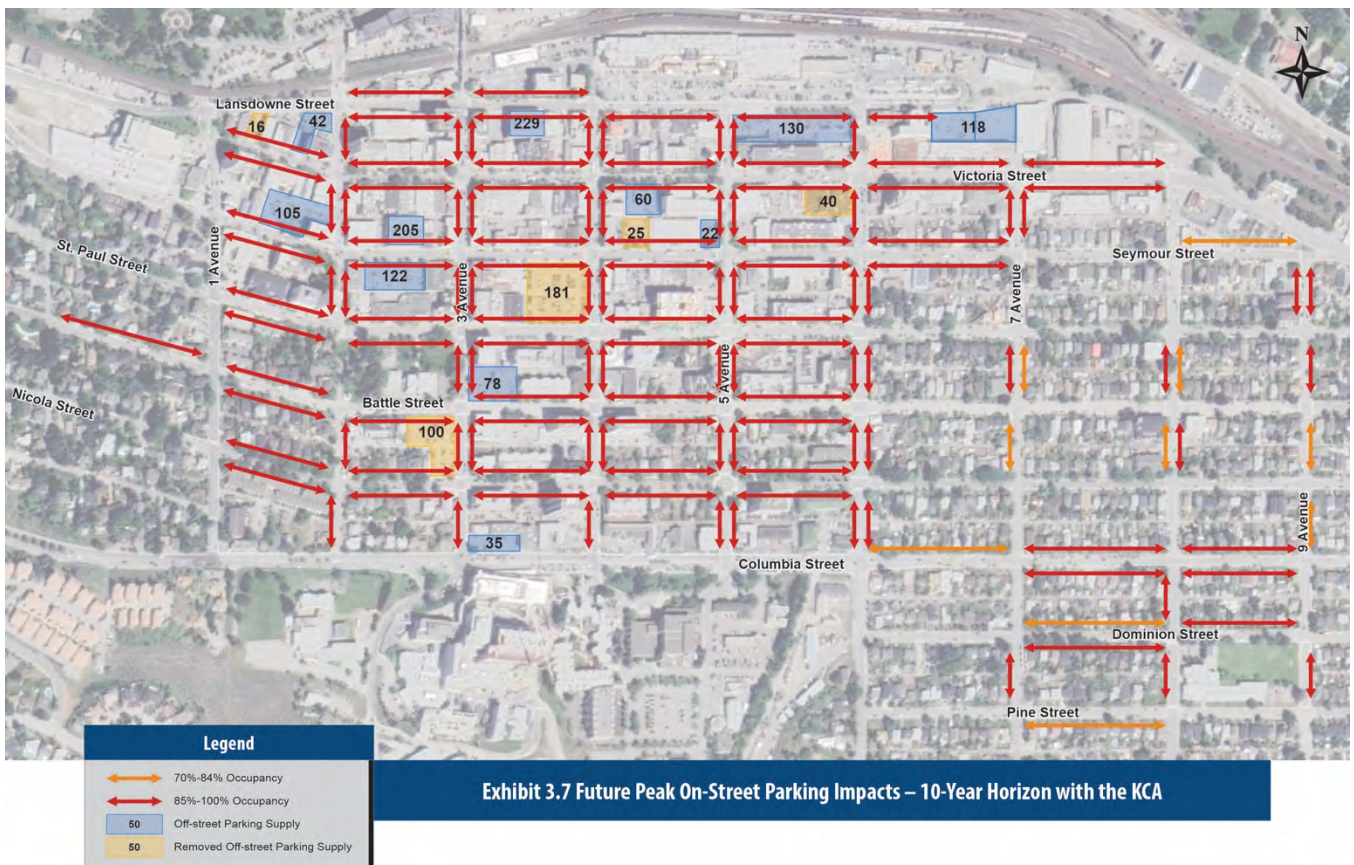 N
Lansdowne Street
16
42
229
130
118
Victoria Street
105
205
60
25
22
40
St. Paul Street
1 Avenue
Seymour Street
122
3 Avenue
181
7 Avenue
Nicola Street
78
5 Avenue
Battle Street
100
9 Avenue
35
Columbia Street
Dominion Street
Pine Street
Legend
70%-84% Occupancy
85%-100% Occupancy
50 Off-street Parking Supply
50 Removed Off-street Parking Supply
Exhibit 3.7 Future Peak On-Street Parking Impacts – 10-Year Horizon with the KCA